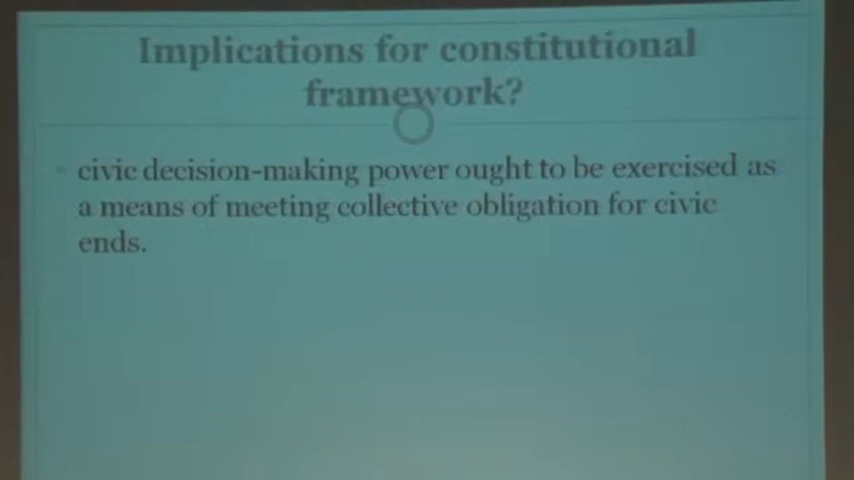 Implications for constitutional
framework?
civic decision-making power ought to be exercised as
a means of meeting collective obligation for civic
ends.